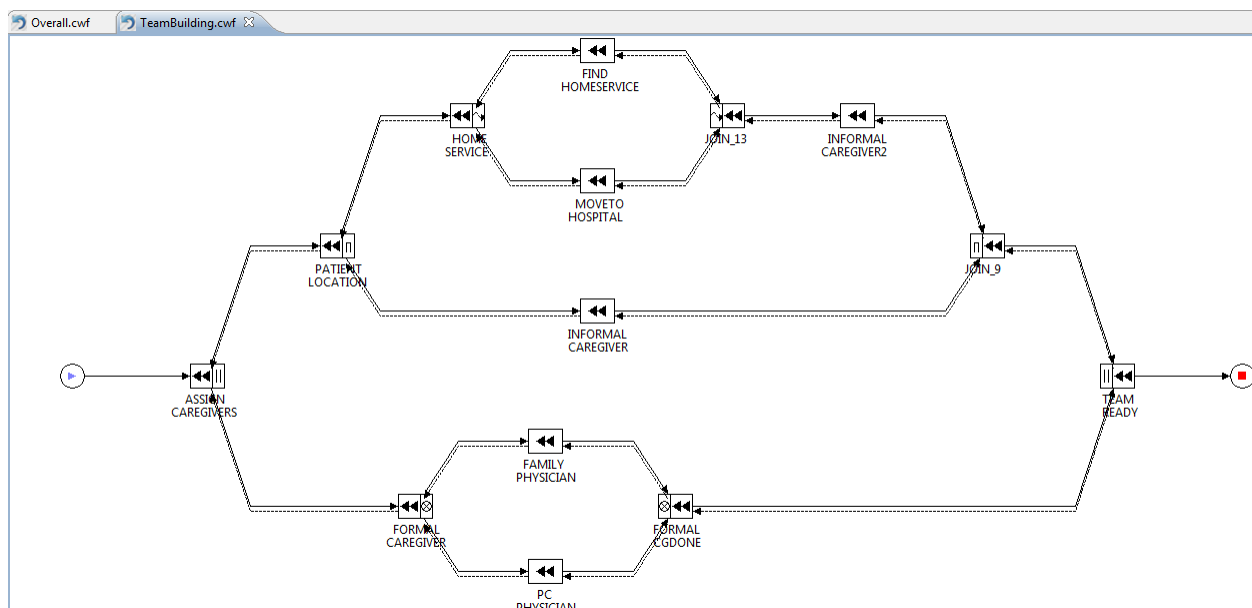 Overall.cwf
TeamBuilding.cwf
FIND
HOMESERVICE
HOME
SERVICE
JOIN_13
INFORMAL
CAREGIVER2
MOVETO
HOSPITAL
PATIENT
LOCATION
JOIN_9
INFORMAL
CAREGIVER
ASSIGN
CAREGIVERS
TEAM
READY
FAMILY
PHYSICIAN
FORMAL
CAREGIVER
FORMAL
CGDONE
PC
PHYSICIAN